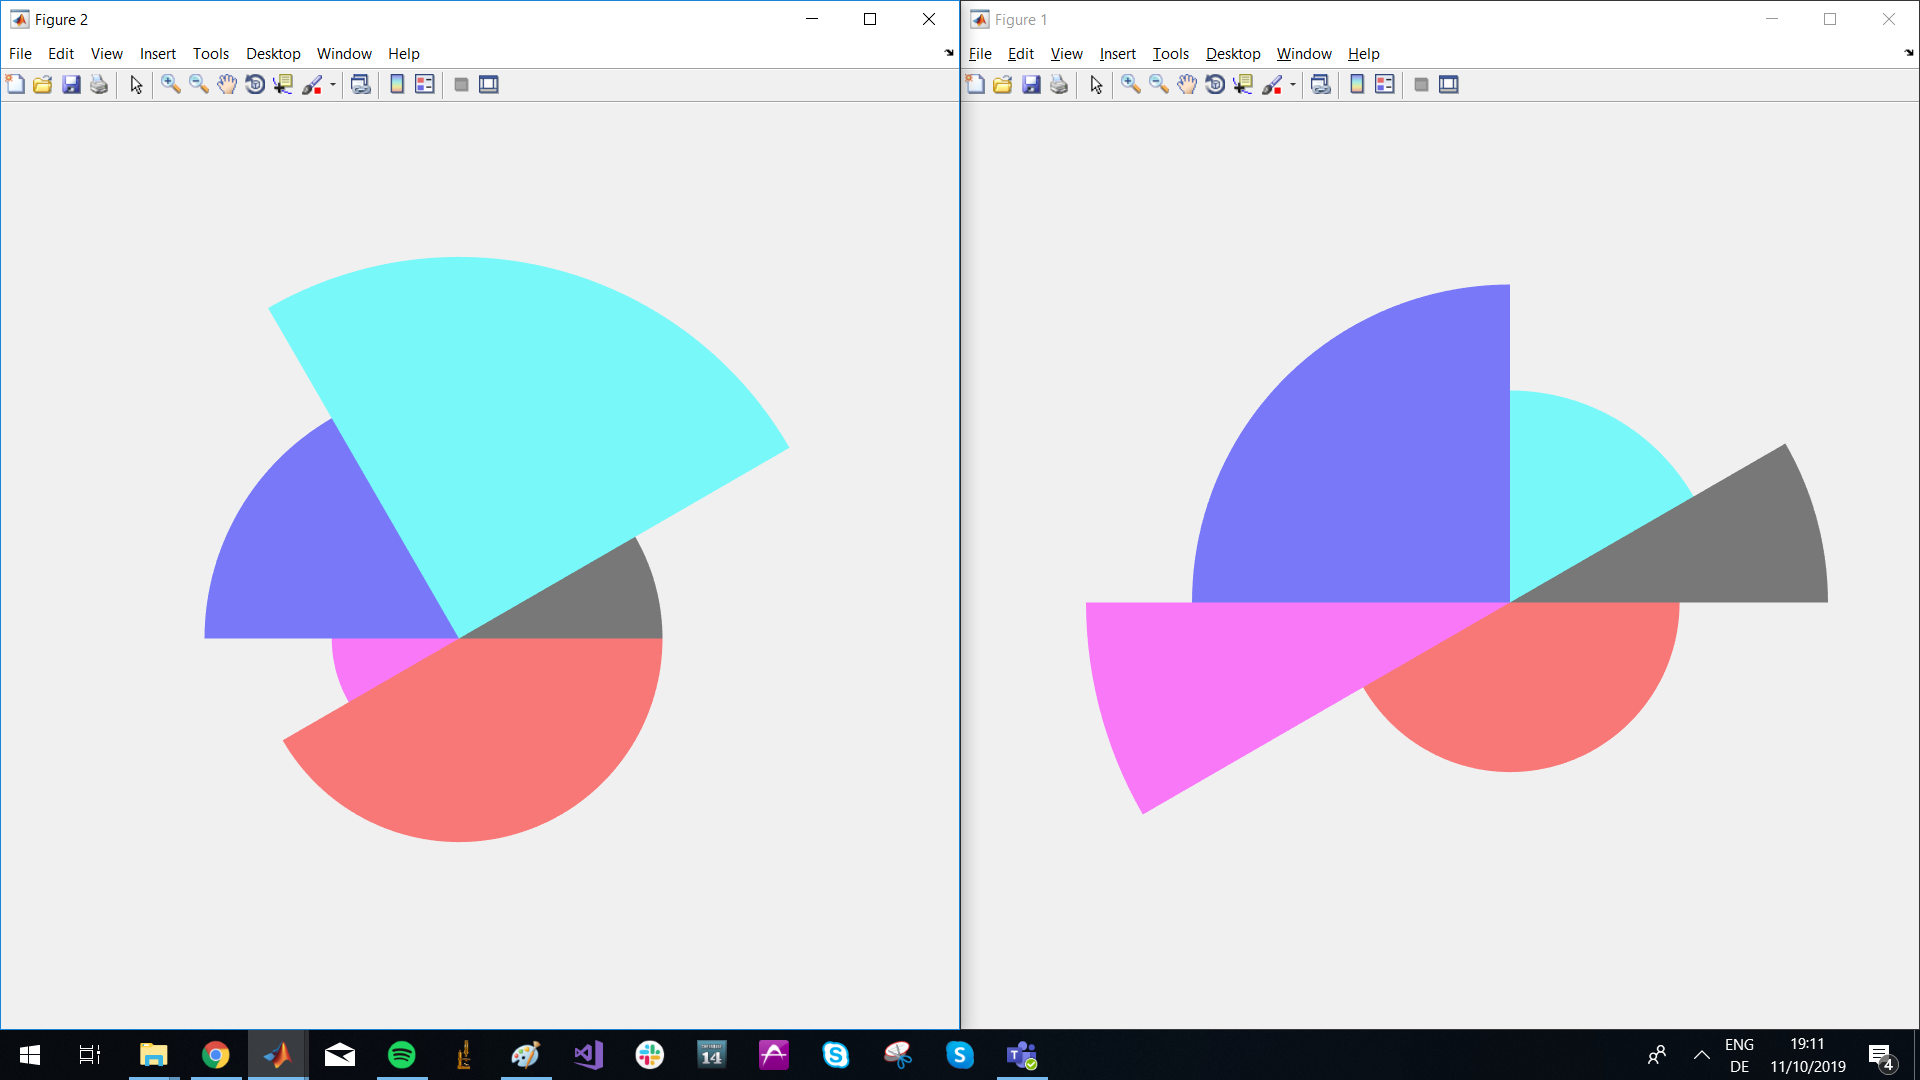 Figure 2
File Edit View Insert Tools Desktop Window Help
Figure 1
File Edit View Insert Tools Desktop Window Help
14
ENG
DE
19:11
11/10/2019
4